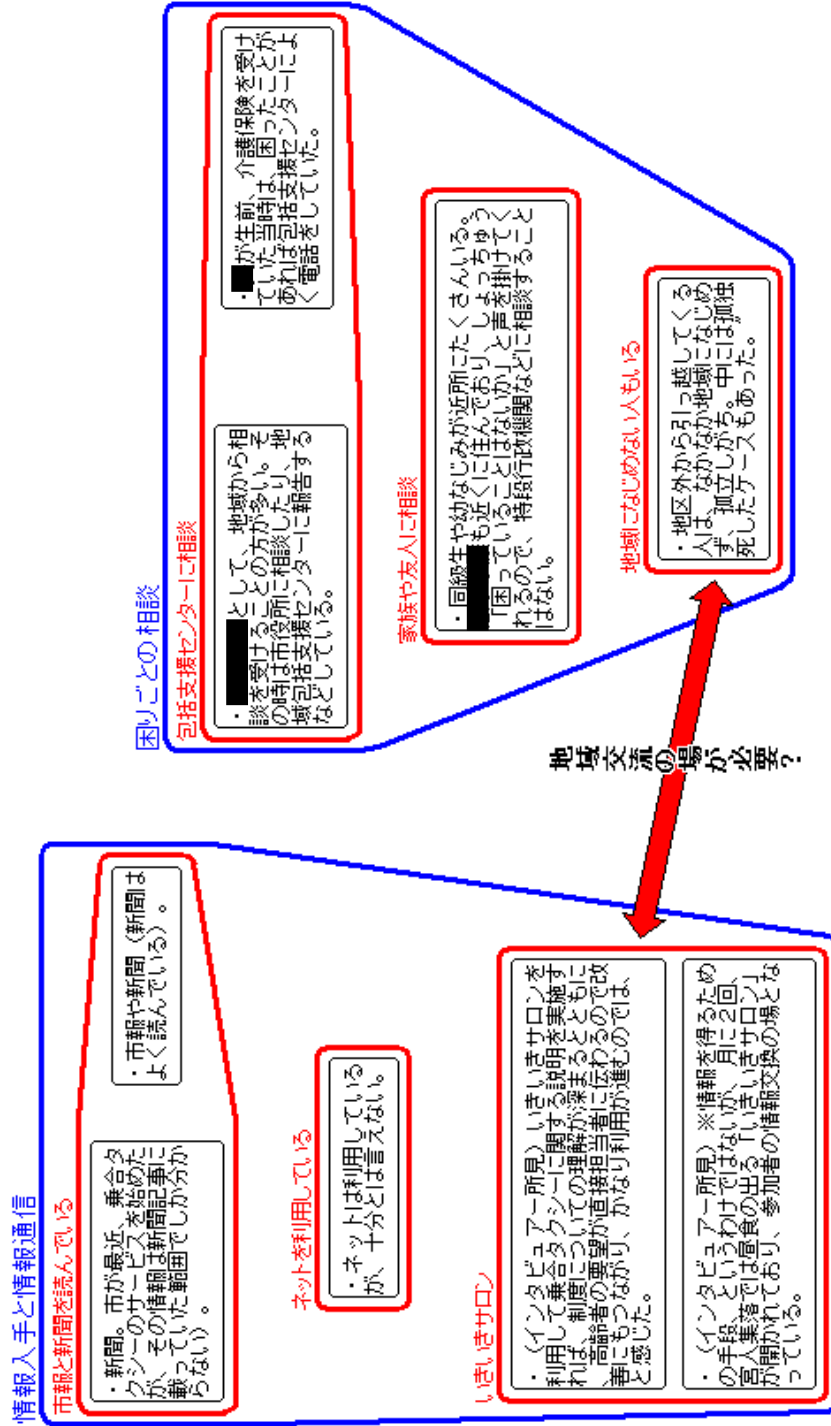 情報入手と情報通信
市報と新聞を読んでいる
・新聞。市が最近、乗合タ
クシーのサービスを始めた
が、その情報は新聞記事に
載っていた範囲でしか分か
らない）。
・市報や新聞（新聞は
よく読んでいる）。
ネットを利用している
・ネットは利用している
が、十分とは言えない。
いきいきサロン
・（インタビュアー所見）いきいきサロンを
利用して乗合タクシーに関する説明を実施す
れば、制度についての理解が深まるとともに
、高齢者の要望が直接担当者に伝わるので改
善にもつながり、かなり利用が進むのでは、
と感じた。
・（インタビュアー所見）※情報を得るため
の手段、というわけではないが、月に２回、
宮人集落では昼食の出る「いきいきサロン」
が開かれており、参加者の情報交換の場とな
っている。
地域交流の場が必要？
困りごとの相談
包括支援センターに相談
・として、地域から相
談を受けることの方が多い。そ
の時は市役所に相談したり、地
域包括支援センターに報告する
などしている。
・が生前、介護保険を受け
ていた当時は、困ったことが
あれば包括支援センターによ
く電話をしていた。
家族や友人に相談
・同級生や幼なじみが近所にたくさんいる。
も近くに住んでおり、しょっちゅう
「困っていることはないか」と声を掛けてく
れるので、特段行政機関などに相談すること
はない。
地域になじめない人もいる
・地区外から引っ越してくる
人は、なかなか地域になじめ
ず、孤立しがち。中には孤独
死したケースもあった。